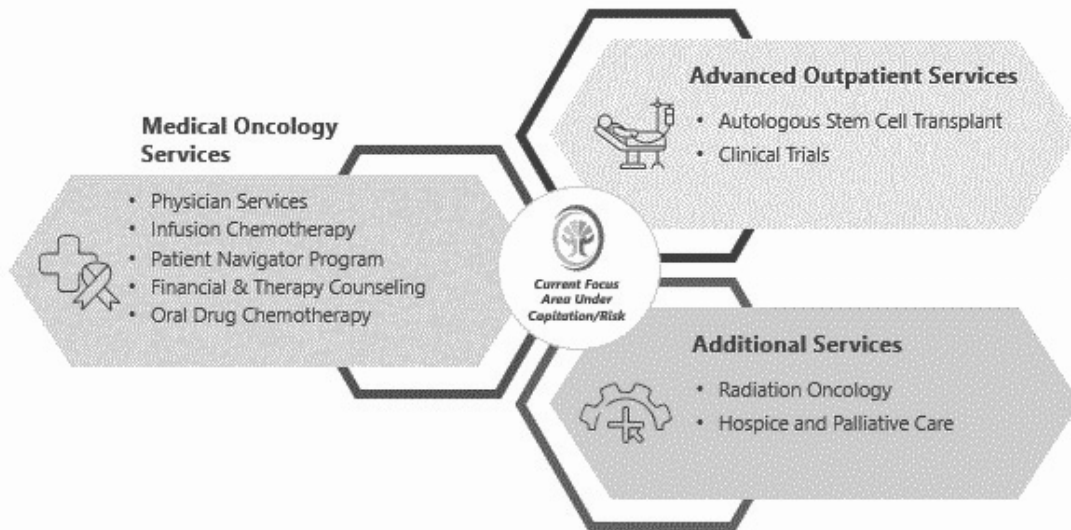 Medical Oncology
Services
• Physician Services
• Infusion Chemotherapy
• Patient Navigator Program
• Financial & Therapy Counseling
• Oral Drug Chemotherapy
Current Focus
Area Under
Capitation/Risk
Advanced Outpatient Services
• Autologous Stem Cell Transplant
• Clinical Trials
Additional Services
• Radiation Oncology
• Hospice and Palliative Care